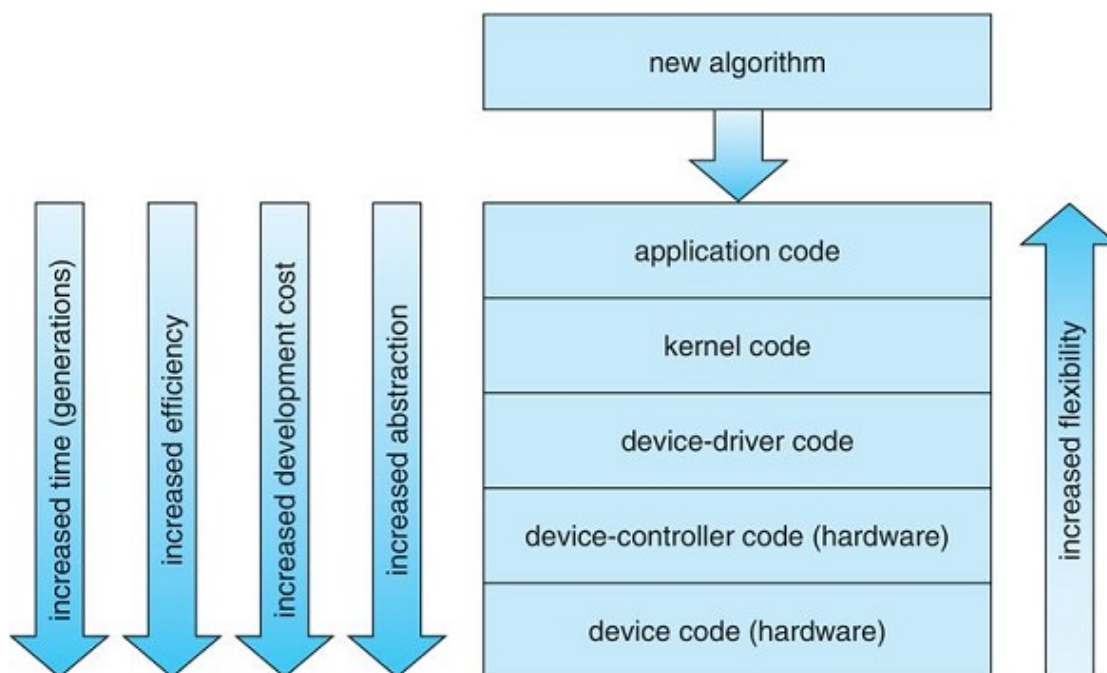 new algorithm
increased time (generations)
increased efficiency
increased development cost
increased abstraction
application code
kernel code
device-driver code
device-controller code (hardware)
device code (hardware)
increased flexibility